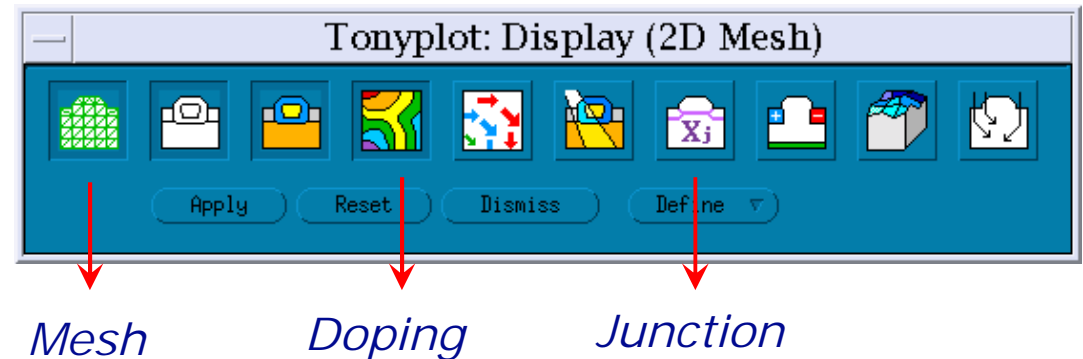 Tonyplot: Display (2D Mesh)
Xj
Apply Reset Dismiss Define
Mesh Doping Junction